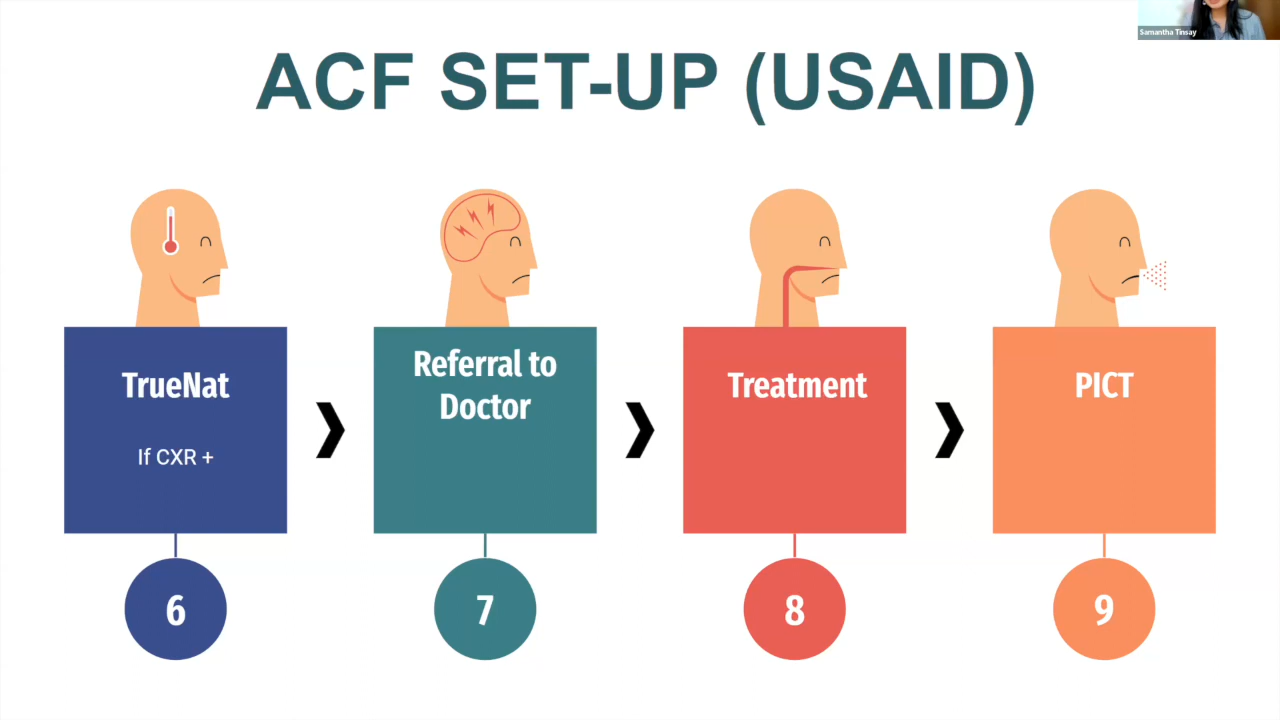 Samantha Tinsay
ACF SET-UP (USAID)
TrueNat
If CXR +
6
Referral to
Doctor
7
Treatment
8
PICT
9